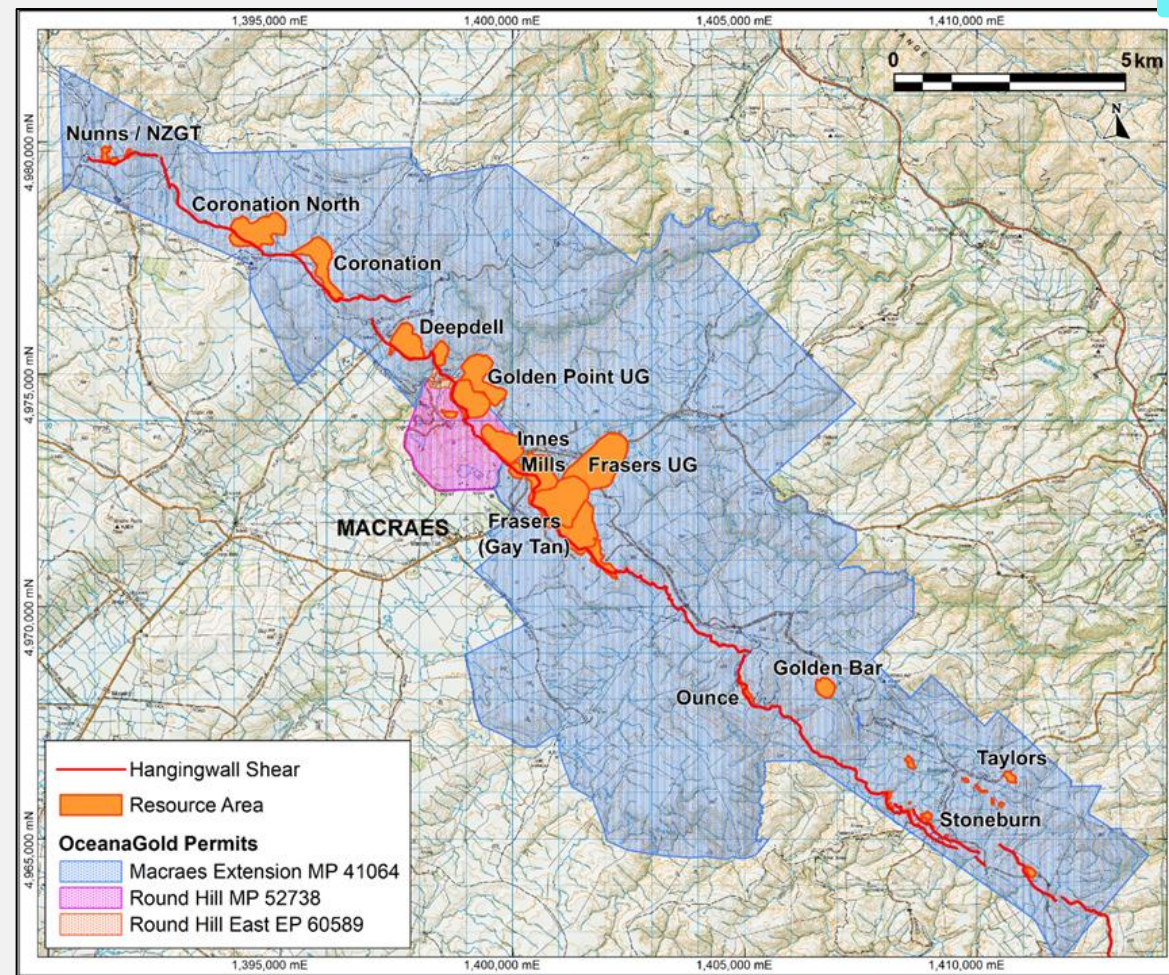 1,395,000 mE
1,400,000 mE
1,405,000 mE
1,410,000 mE
0
5 km
N
4,980,000 mN
4,975,000 mN
4,970,000 mN
4,965,000 mN
Nunns / NZGT
Coronation North
Coronation
Deepdell
Golden Point UG
Innes
Mills
Frasers UG
MACRAES
Frasers
(Gay Tan)
Golden Bar
Ounce
Taylors
Stoneburn
Hangingwall Shear
Resource Area
OceanaGold Permits
Macraes Extension MP 41064
Round Hill MP 52738
Round Hill East EP 60589
1,395,000 mE
1,400,000 mE
1,405,000 mE
1,410,000 mE